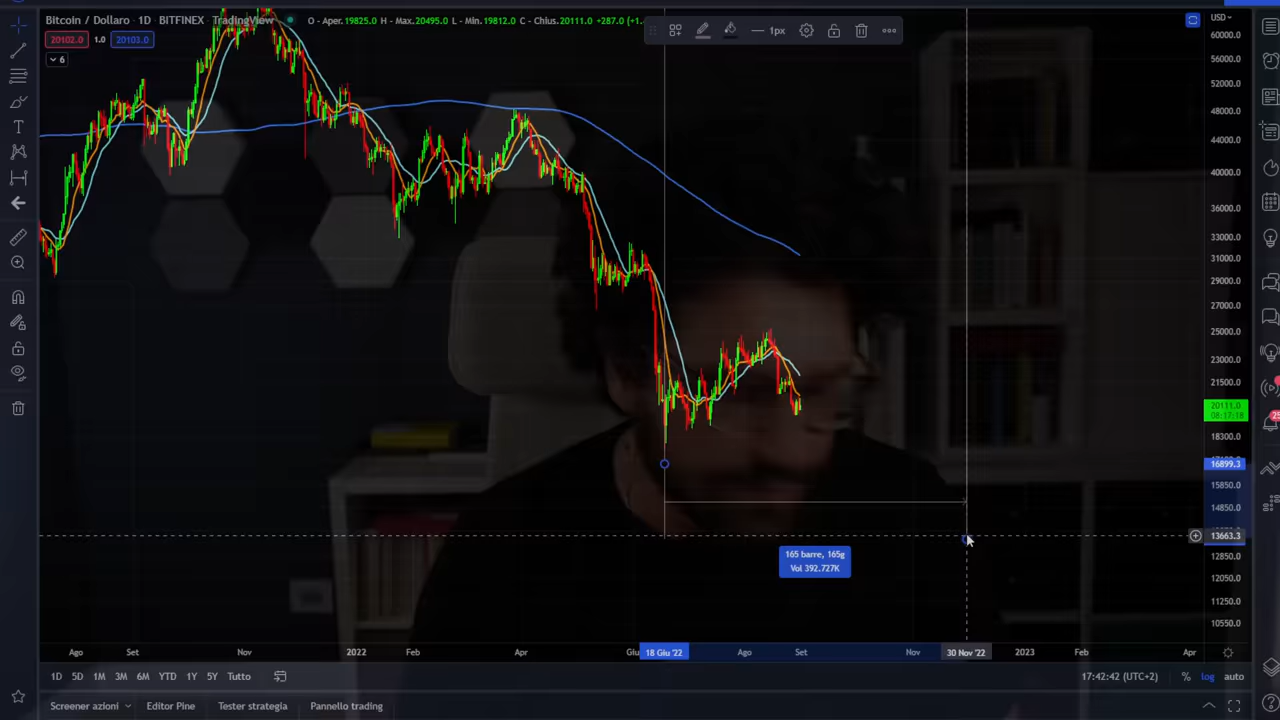 Bitcoin / Dollaro · 1D · BITFINEX · TradingView
O - Aper.19825.0 H - Max.20495.0 L - Min.19812.0 C - Chius.20111.0 +287.0 (+1.
20102.0 1.0 20103.0
6
1px
USD
60000.0
56000.0
52000.0
48000.0
44000.0
40000.0
36000.0
33000.0
31000.0
29000.0
27000.0
25000.0
23000.0
21500.0
20111.0
08:17:18
18300.0
16899.3
15850.0
14850.0
13663.3
12850.0
12050.0
11250.0
10550.0
165 barre, 165g
Vol 392.727K
Ago Set Nov 2022 Feb Apr Giu 18 Giu '22 Ago Set Nov 30 Nov '22 2023 Feb Apr
1D 5D 1M 3M 6M YTD 1Y 5Y Tutto
17:42:42 (UTC+2) % log auto
Screener azioni Editor Pine Tester strategia Pannello trading